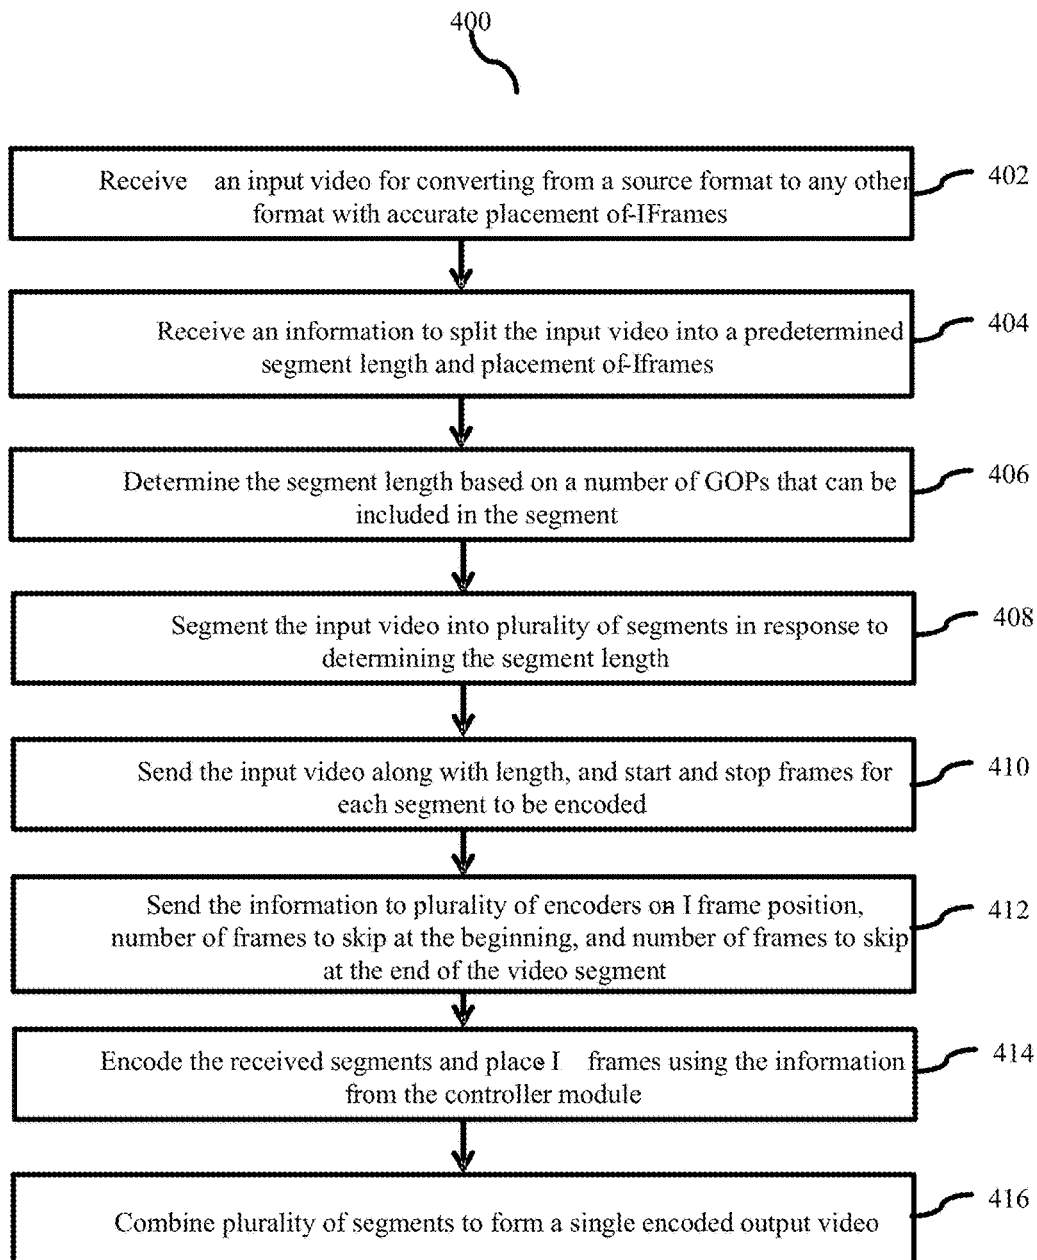 400
Receive an input video for converting from a source format to any other
format with accurate placement of-IFrames
402
Receive an information to split the input video into a predetermined
segment length and placement of-Iframes
404
Determine the segment length based on a number of GOPs that can be
included in the segment
406
Segment the input video into plurality of segments in response to
determining the segment length
408
Send the input video along with length, and start and stop frames for
each segment to be encoded
410
Send the information to plurality of encoders on I frame position,
number of frames to skip at the beginning, and number of frames to skip
at the end of the video segment
412
Encode the received segments and place I frames using the information
from the controller module
414
Combine plurality of segments to form a single encoded output video
416